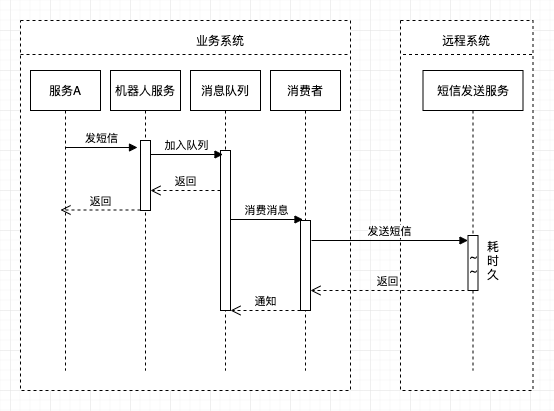 业务系统
远程系统
服务A
机器人服务
消息队列
消费者
短信发送服务
发短信
加入队列
返回
返回
消费消息
发送短信
耗
时
久
~
~
返回
通知